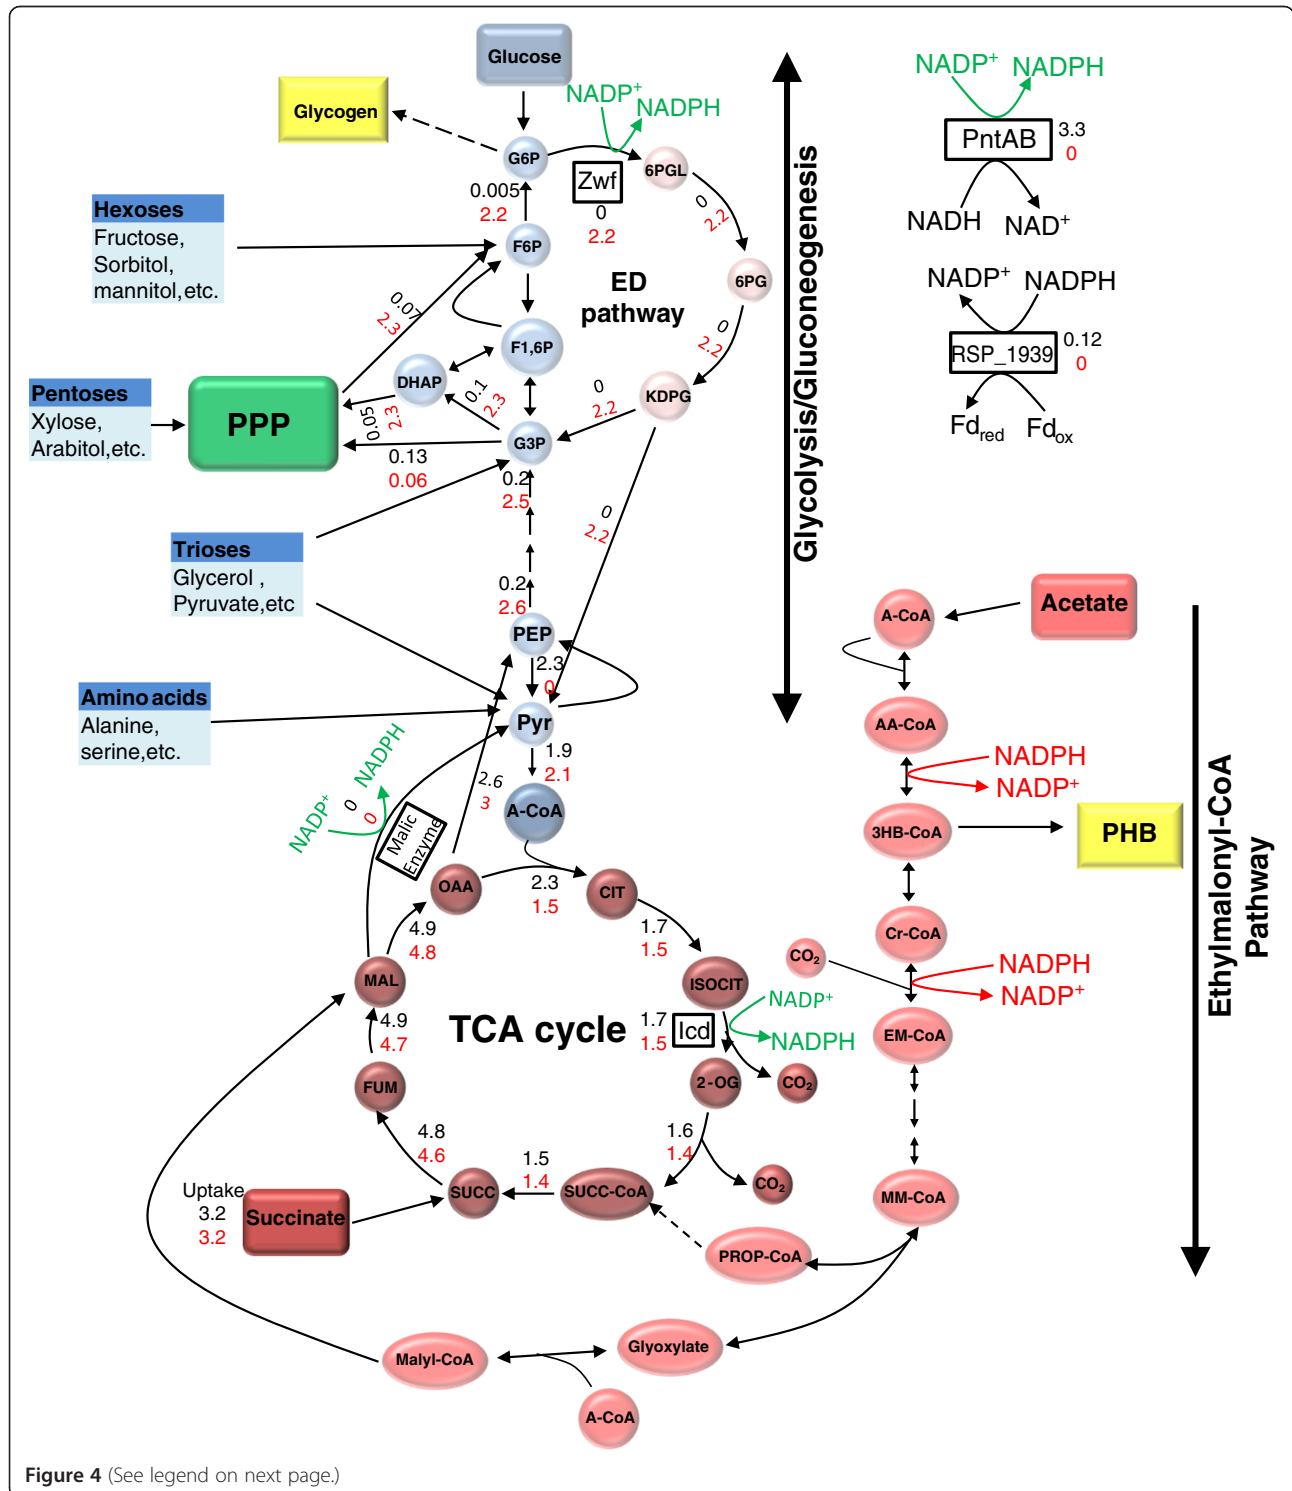 Glucose
NADP+
NADPH
Glycogen
G6P
6PGL
Zwf
0
2.2
0.005
2.2
0
2.2
NADP+ NADPH
PntAB
3.3
0
NADH NAD+
Hexoses
Fructose,
Sorbitol,
mannitol,etc.
F6P
ED
pathway
6PG
NADP+ NADPH
RSP_1939
0.12
0
Fdred Fdox
0.07
2.3
F1,6P
0
2.2
DHAP
KDPG
Pentoses
Xylose,
Arabitol,etc.
PPP
0.05
2.3
0.1
2.3
0
2.2
G3P
0.13
0.06
0.2
2.5
0
2.2
Glycolysis/Gluconeogenesis
Trioses
Glycerol ,
Pyruvate,etc
0.2
2.6
PEP
2.3
0
A-CoA
Acetate
Amino acids
Alanine,
serine,etc.
Pyr
1.9
2.1
AA-CoA
NADPH
NADP+
NADP+
NADPH
0
0
Malic
Enzyme
2.6
3
A-CoA
3HB-CoA
PHB
OAA
2.3
1.5
CIT
1.7
1.5
Cr-CoA
4.9
4.8
CO2
NADPH
NADP+
Ethylmalonyl-CoA
Pathway
MAL
ISOCIT
NADP+
NADPH
4.9
4.7
TCA cycle
1.7
1.5
Icd
EM-CoA
FUM
2-OG
CO2
4.8
4.6
1.6
1.4
1.5
1.4
CO2
Uptake
3.2
3.2
Succinate
SUCC
SUCC-CoA
MM-CoA
PROP-CoA
Malyl-CoA
Glyoxylate
A-CoA
Figure 4 (See legend on next page.)